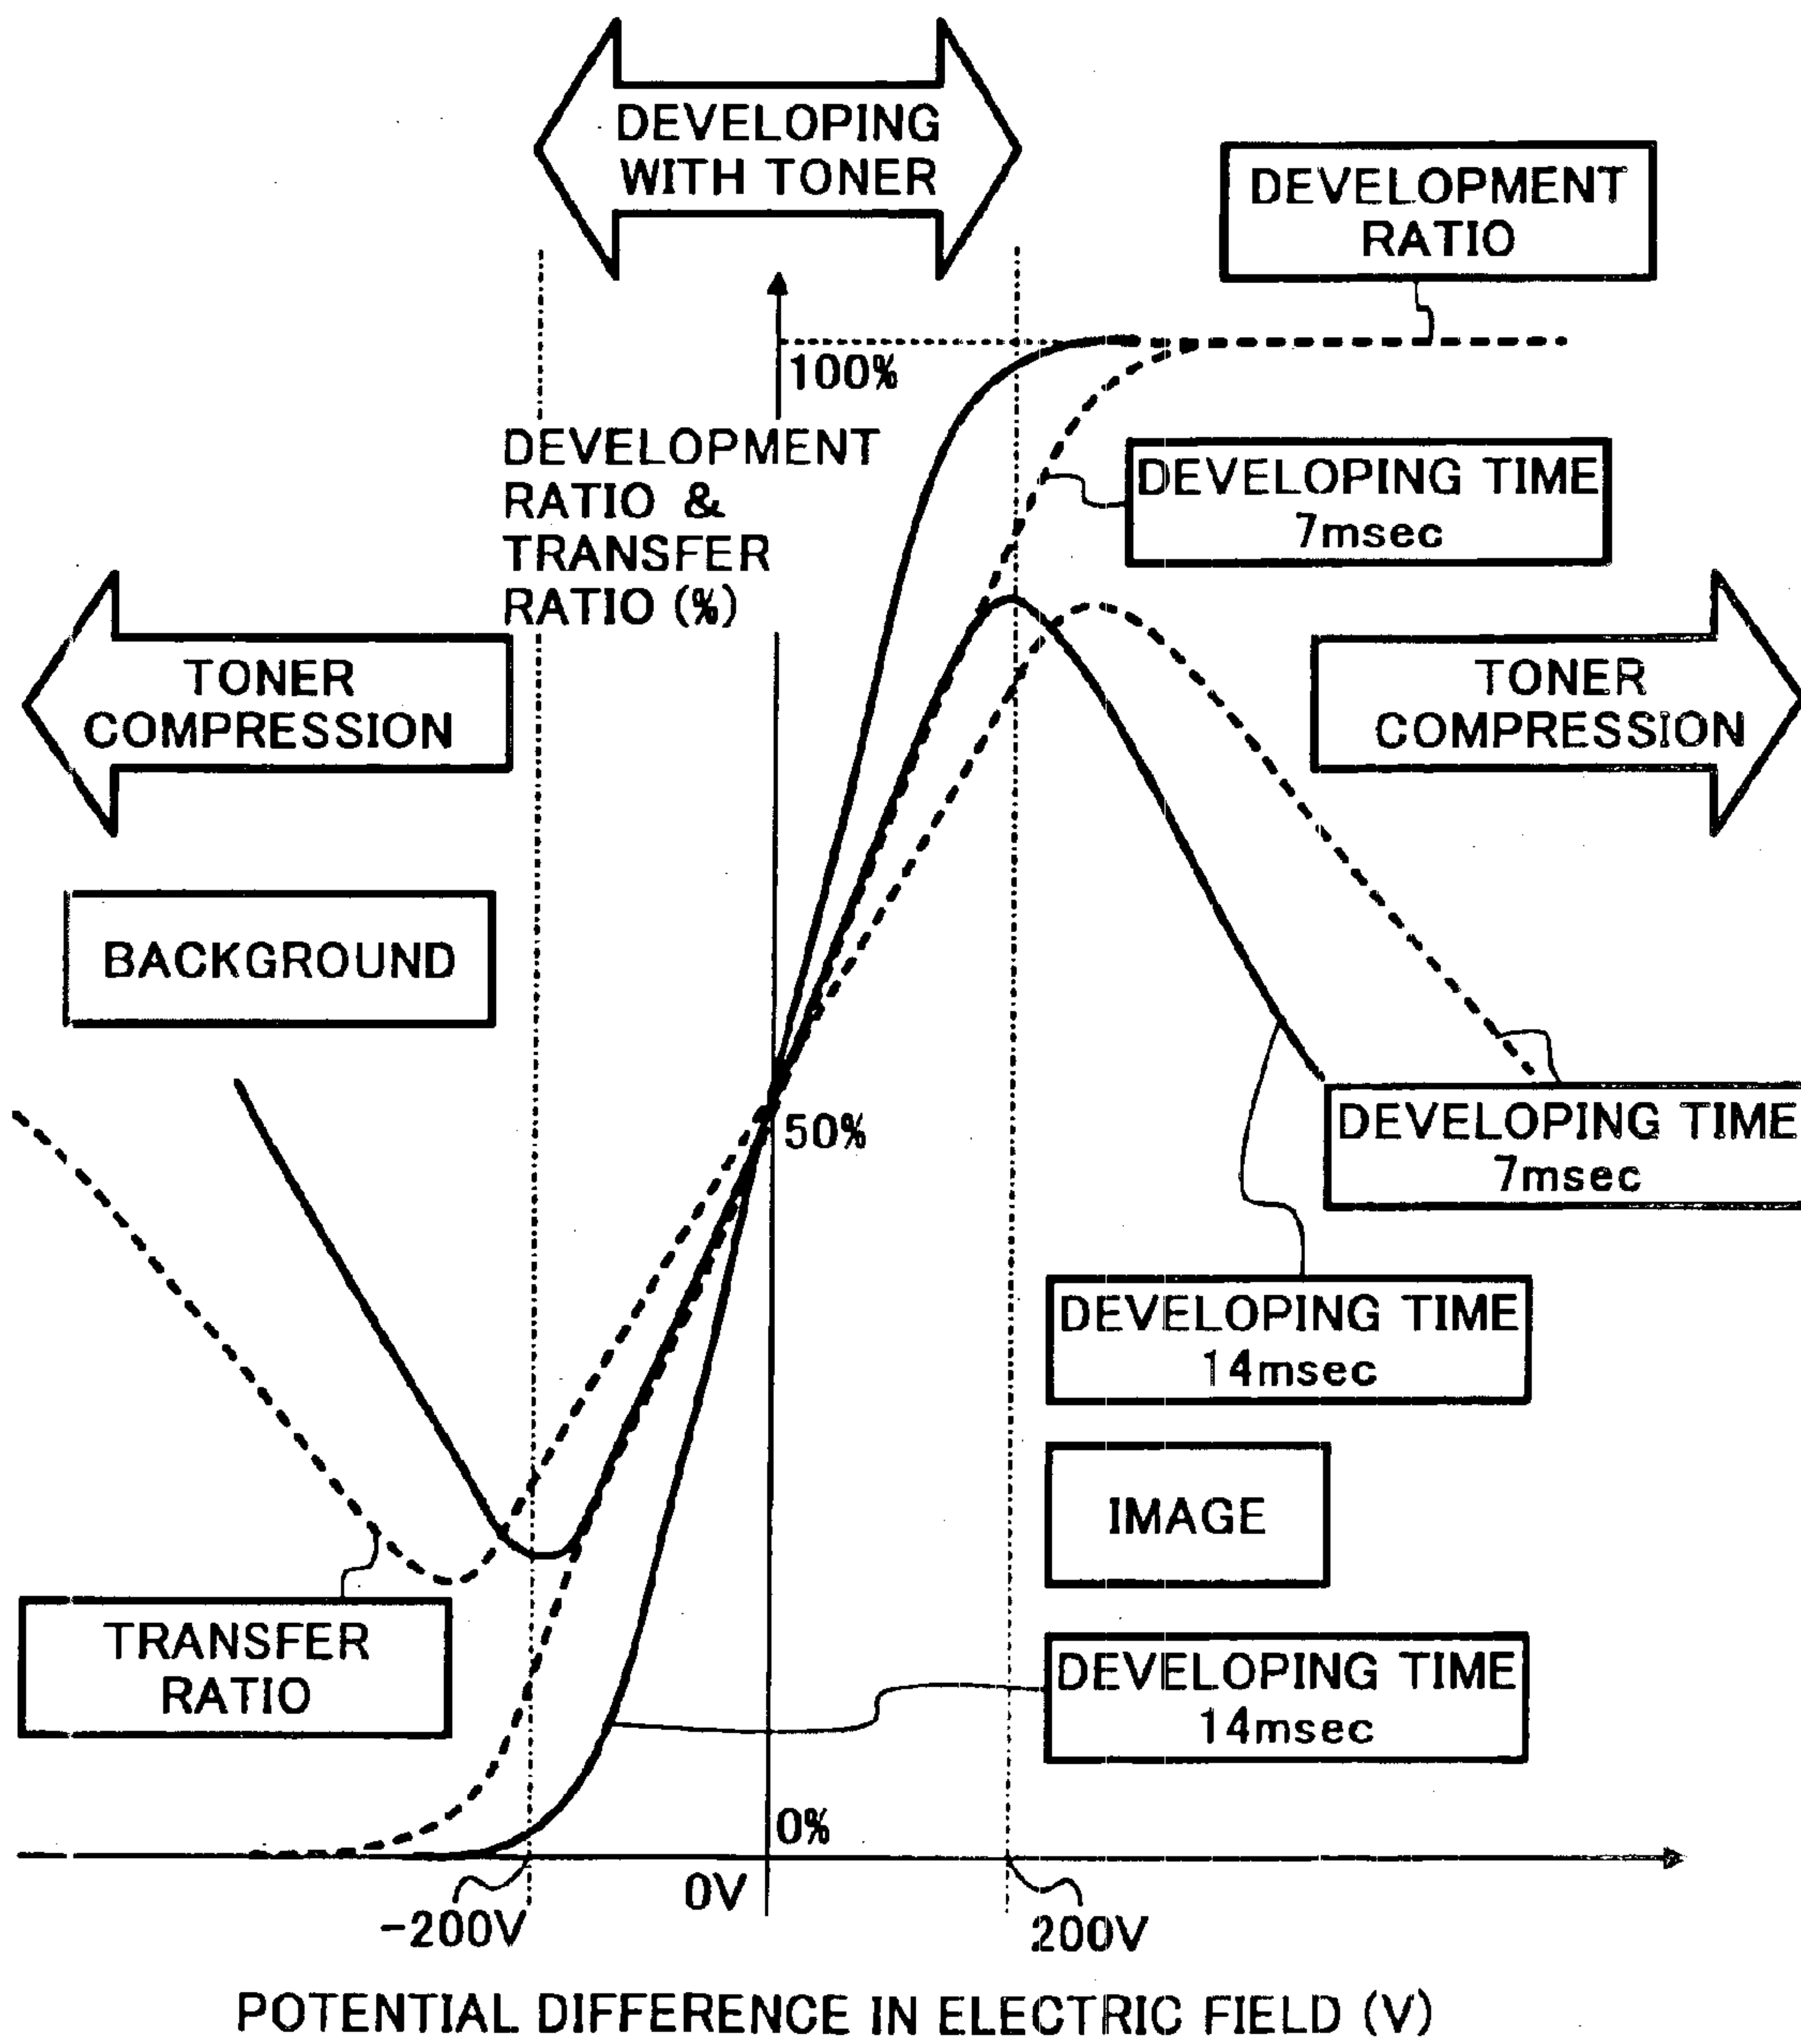 DEVELOPING
WITH TONER
DEVELOPMENT
RATIO
100%
DEVELOPMENT
RATIO &
TRANSFER
RATIO (%)
DEVELOPING TIME
7msec
TONER
COMPRESSION
TONER
COMPRESSION
BACKGROUND
50%
DEVELOPING TIME
7msec
DEVELOPING TIME
14msec
IMAGE
TRANSFER
RATIO
DEVELOPING TIME
14msec
0%
0V
-200V
200V
POTENTIAL DIFFERENCE IN ELECTRIC FIELD (V)